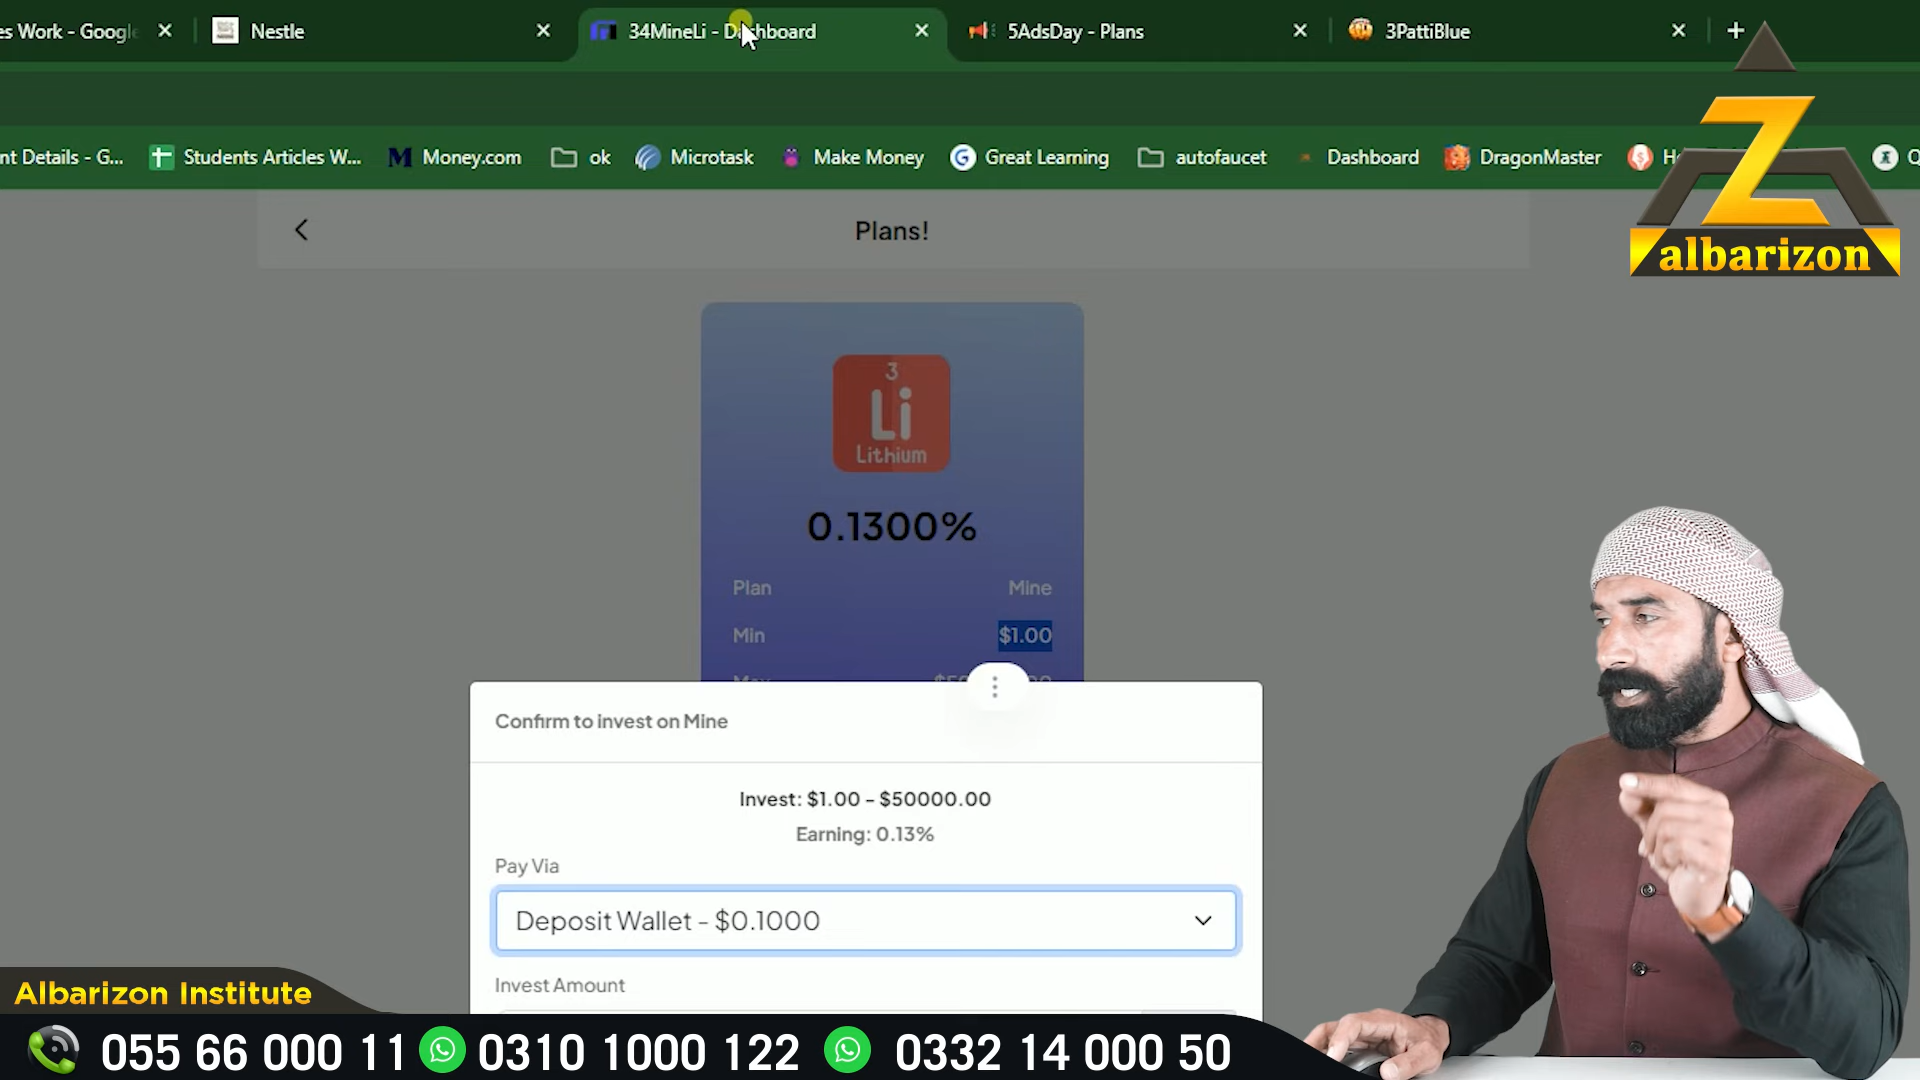 es Work - Googl
Nestle
34MineLi - Dashboard
5AdsDay - Plans
3PattiBlue
nt Details - G...
Students Articles W...
Money.com
ok
Microtask
Make Money
Great Learning
autofaucet
Dashboard
DragonMaster
Z
albarizon
Plans!
3
Li
Lithium
0.1300%
Plan Mine
Min $1.00
Confirm to invest on Mine
Invest: $1.00 - $50000.00
Earning: 0.13%
Pay Via
Deposit Wallet - $0.1000
Invest Amount
Albarizon Institute
055 66 000 11 0310 1000 122 0332 14 000 50